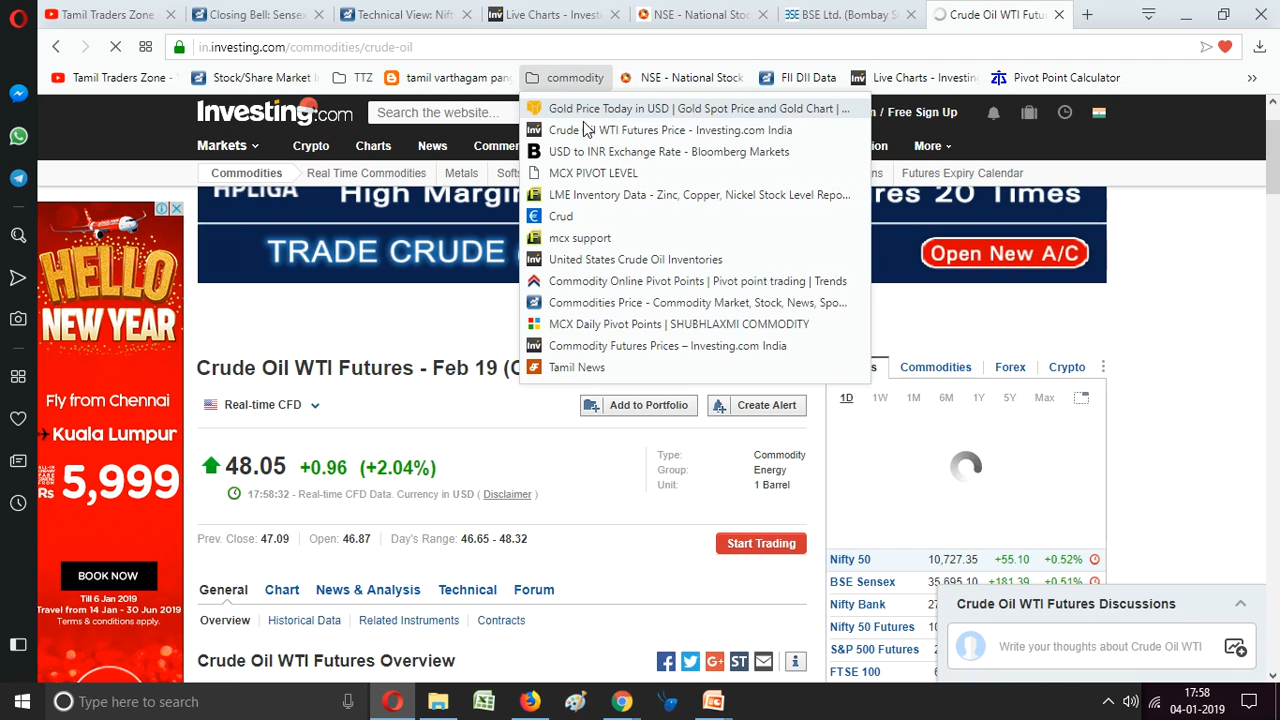 Tamil Traders Zone
Closing Bell: Sensex
Technical View: Nift
Live Charts - Investi
NSE - National Stoc
BSE Ltd. (Bombay S
Crude Oil WTI Futures
in.investing.com/commodities/crude-oil
Tamil Traders Zone -
Stock/Share Market I
TTZ
tamil varthagam pan
commodity
NSE - National Stock
FII DII Data
Live Charts - Investin
Pivot Point Calculator
Investing.com
Search the website...
/ Free Sign Up
Markets
Crypto
Charts
News
Comme
More
Commodities
Real Time Commodities
Metals
Softs
Futures Expiry Calendar
Gold Price Today in USD | Gold Spot Price and Gold Chart | ...
Crude Oil WTI Futures Price - Investing.com India
USD to INR Exchange Rate - Bloomberg Markets
MCX PIVOT LEVEL
LME Inventory Data - Zinc, Copper, Nickel Stock Level Repo...
Crud
mcx support
United States Crude Oil Inventories
Commodity Online Pivot Points | Pivot point trading | Trends
Commodities Price - Commodity Market, Stock, News, Spo...
MCX Daily Pivot Points | SHUBHLAXMI COMMODITY
Commodity Futures Prices – Investing.com India
Tamil News
HPLIGA High Margin
TRADE CRUDE
Open New A/C
HELLO
NEW YEAR
Fly from Chennai
Kuala Lumpur
Rs 5,999
BOOK NOW
Till 6 Jan 2019
Travel from 14 Jan - 30 Jun 2019
Terms & conditions apply.
Crude Oil WTI Futures - Feb 19 (C
Real-time CFD
Add to Portfolio
Create Alert
48.05 +0.96 (+2.04%)
17:58:32 - Real-time CFD Data. Currency in USD ( Disclaimer )
Type: Commodity
Group: Energy
Unit: 1 Barrel
Prev. Close: 47.09
Open: 46.87
Day's Range: 46.65 - 48.32
Start Trading
General
Chart
News & Analysis
Technical
Forum
Overview
Historical Data
Related Instruments
Contracts
Crude Oil WTI Futures Overview
Commodities
Forex
Crypto
1D 1W 1M 6M 1Y 5Y Max
Nifty 50 10,727.35 +55.10 +0.52%
BSE Sensex 35,695.10 +181.39 +0.51%
Nifty Bank
Nifty 50 Futures
S&P 500 Futures
FTSE 100
Crude Oil WTI Futures Discussions
Write your thoughts about Crude Oil WTI
Type here to search
17:58
04-01-2019